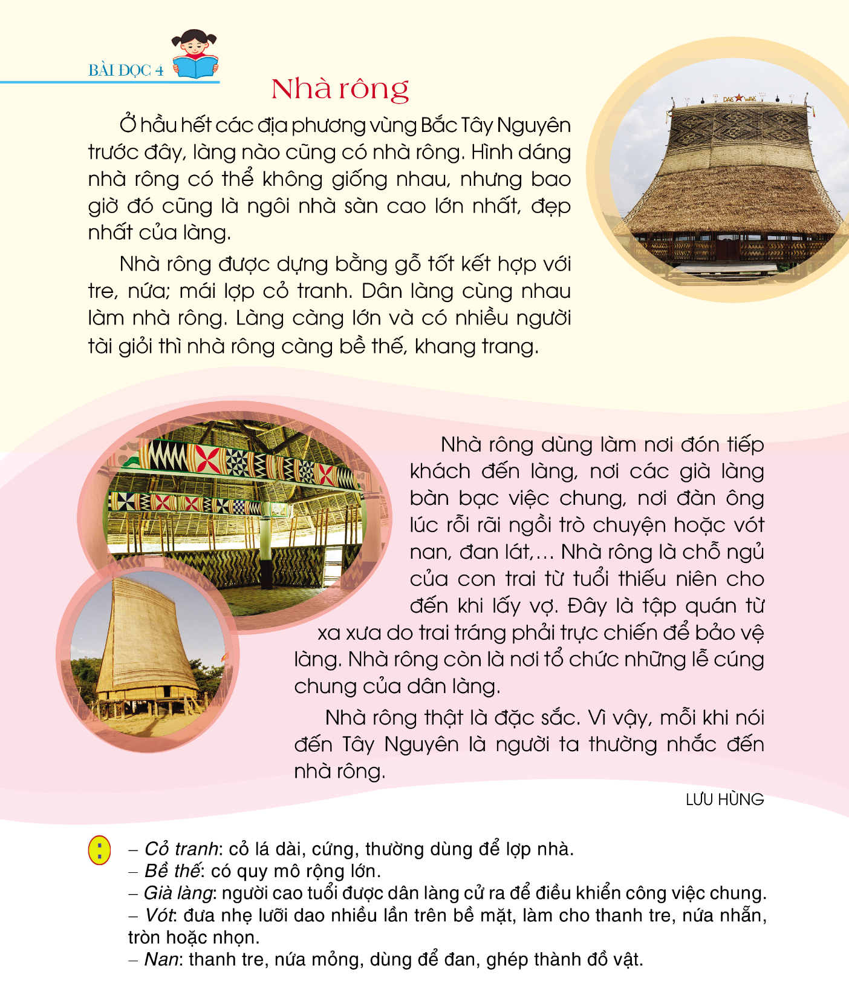 BÀI ĐỌC 4
Nhà rông
Ở hầu hết các địa phương vùng Bắc Tây Nguyên
trước đây, làng nào cũng có nhà rông. Hình dáng
nhà rông có thể không giống nhau, nhưng bao
giờ đó cũng là ngôi nhà sàn cao lớn nhất, đẹp
nhất của làng.
Nhà rông được dựng bằng gỗ tốt kết hợp với
tre, nứa; mái lợp cỏ tranh. Dân làng cùng nhau
làm nhà rông. Làng càng lớn và có nhiều người
tài giỏi thì nhà rông càng bề thế, khang trang.
DAK WAK
Nhà rông dùng làm nơi đón tiếp
khách đến làng, nơi các già làng
bàn bạc việc chung, nơi đàn ông
lúc rỗi rãi ngồi trò chuyện hoặc vót
nan, đan lát,... Nhà rông là chỗ ngủ
của con trai từ tuổi thiếu niên cho
đến khi lấy vợ. Đây là tập quán từ
xa xưa do trai tráng phải trực chiến để bảo vệ
làng. Nhà rông còn là nơi tổ chức những lễ cúng
chung của dân làng.
Nhà rông thật là đặc sắc. Vì vậy, mỗi khi nói
đến Tây Nguyên là người ta thường nhắc đến
nhà rông.
LƯU HÙNG
– Cỏ tranh: cỏ lá dài, cứng, thường dùng để lợp nhà.
– Bề thế: có quy mô rộng lớn.
– Già làng: người cao tuổi được dân làng cử ra để điều khiển công việc chung.
– Vót: đưa nhẹ lưỡi dao nhiều lần trên bề mặt, làm cho thanh tre, nứa nhẵn,
tròn hoặc nhọn.
– Nan: thanh tre, nứa mỏng, dùng để đan, ghép thành đồ vật.